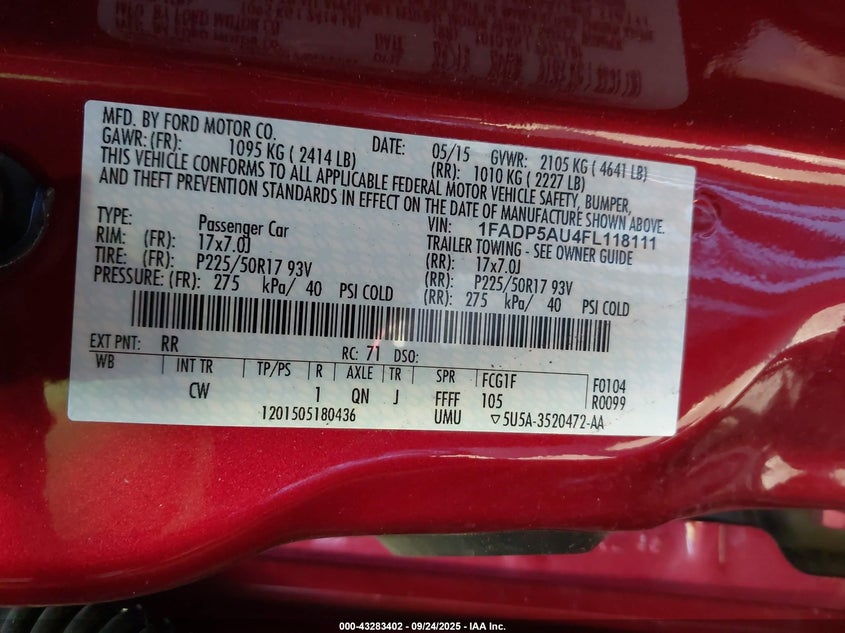 MFD. BY FORD MOTOR CO.
DATE: 05/15 GVWR: 2105 KG ( 4641 LB)
GAWR: (FR): 1095 KG ( 2414 LB) (RR): 1010 KG ( 2227 LB)
THIS VEHICLE CONFORMS TO ALL APPLICABLE FEDERAL MOTOR VEHICLE SAFETY, BUMPER,
AND THEFT PREVENTION STANDARDS IN EFFECT ON THE DATE OF MANUFACTURE SHOWN ABOVE.
VIN: 1FADP5AU4FL118111
TYPE: Passenger Car TRAILER TOWING - SEE OWNER GUIDE
RIM: (FR): 17x7.0J (RR): 17x7.0J
TIRE: (FR): P225/50R17 93V (RR): P225/50R17 93V
PRESSURE: (FR): 275 kPa/ 40 PSI COLD (RR): 275 kPa/ 40 PSI COLD
EXT PNT: RR RC: 71 DSO:
WB INT TR TP/PS R AXLE TR SPR FCG1F F0104
CW 1 QN J FFFF 105 R0099
1201505180436 UMU ▽5U5A-3520472-AA
000-43283402 - 09/24/2025 - IAA Inc.